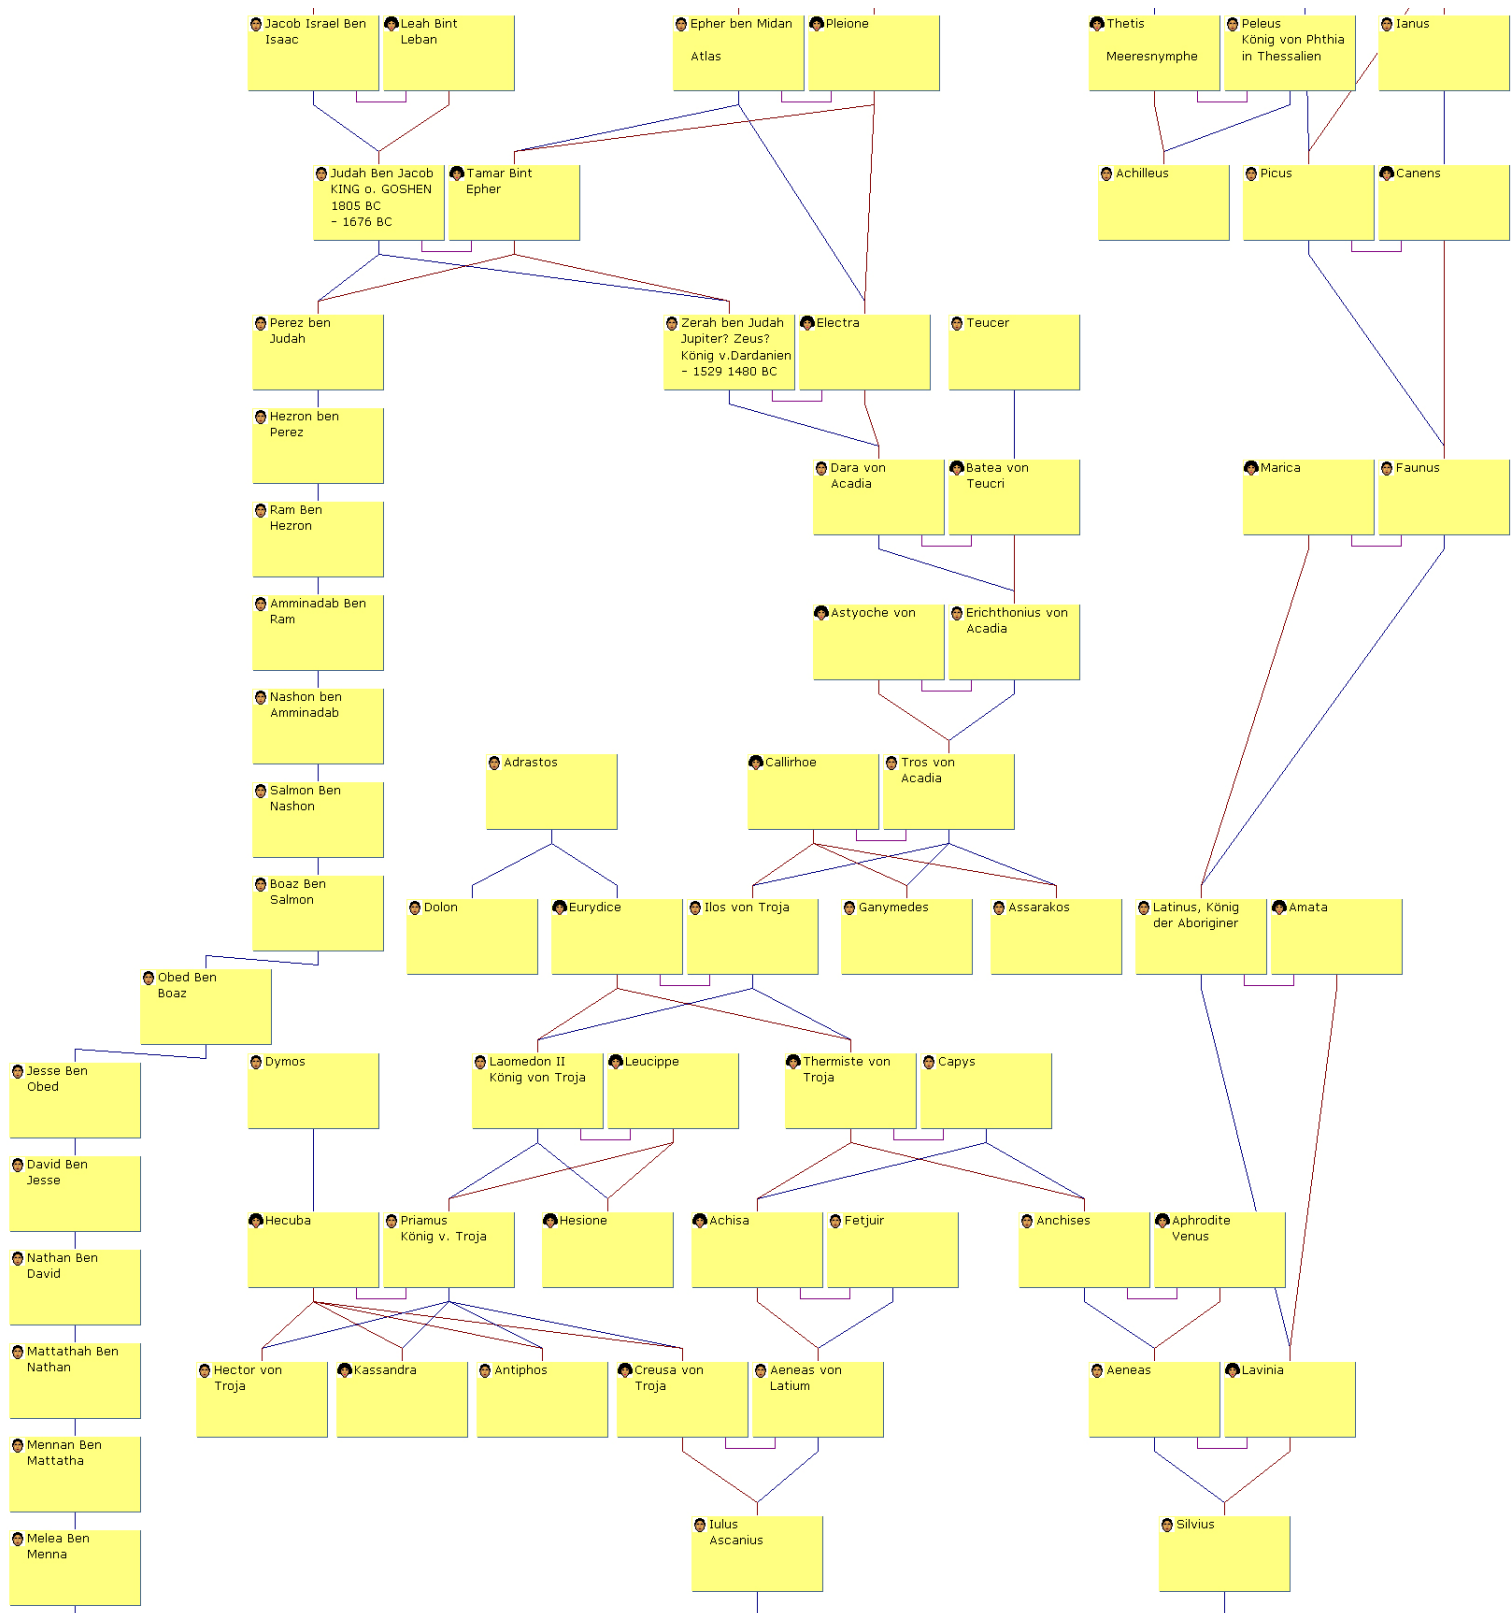 Jacob Israel Ben
Isaac
Leah Bint
Leban
Epher ben Midan
Atlas
Pleione
Thetis
Meeresnymphe
Peleus
König von Phthia
in Thessalien
Ianus
Judah Ben Jacob
KING o. GOSHEN
1805 BC
- 1676 BC
Tamar Bint
Epher
Achilleus
Picus
Canens
Perez ben
Judah
Zerah ben Judah
Jupiter? Zeus?
König v.Dardanien
- 1529 1480 BC
Electra
Teucer
Hezron ben
Perez
Dara von
Acadia
Batea von
Teucri
Marica
Faunus
Ram Ben
Hezron
Amminadab Ben
Ram
Astyoche von
Erichthonius von
Acadia
Nashon ben
Amminadab
Adrastos
Callirhoe
Tros von
Acadia
Salmon Ben
Nashon
Boaz Ben
Salmon
Dolon
Eurydice
Ilos von Troja
Ganymedes
Assarakos
Latinus, König
der Aboriginer
Amata
Obed Ben
Boaz
Jesse Ben
Obed
Dymos
Laomedon II
König von Troja
Leucippe
Thermiste von
Troja
Capys
David Ben
Jesse
Hecuba
Priamus
König v. Troja
Hesione
Achisa
Fetjuir
Anchises
Aphrodite
Venus
Nathan Ben
David
Mattathah Ben
Nathan
Hector von
Troja
Kassandra
Antiphos
Creusa von
Troja
Aeneas von
Latium
Aeneas
Lavinia
Mennan Ben
Mattatha
Iulus
Ascanius
Silvius
Melea Ben
Menna